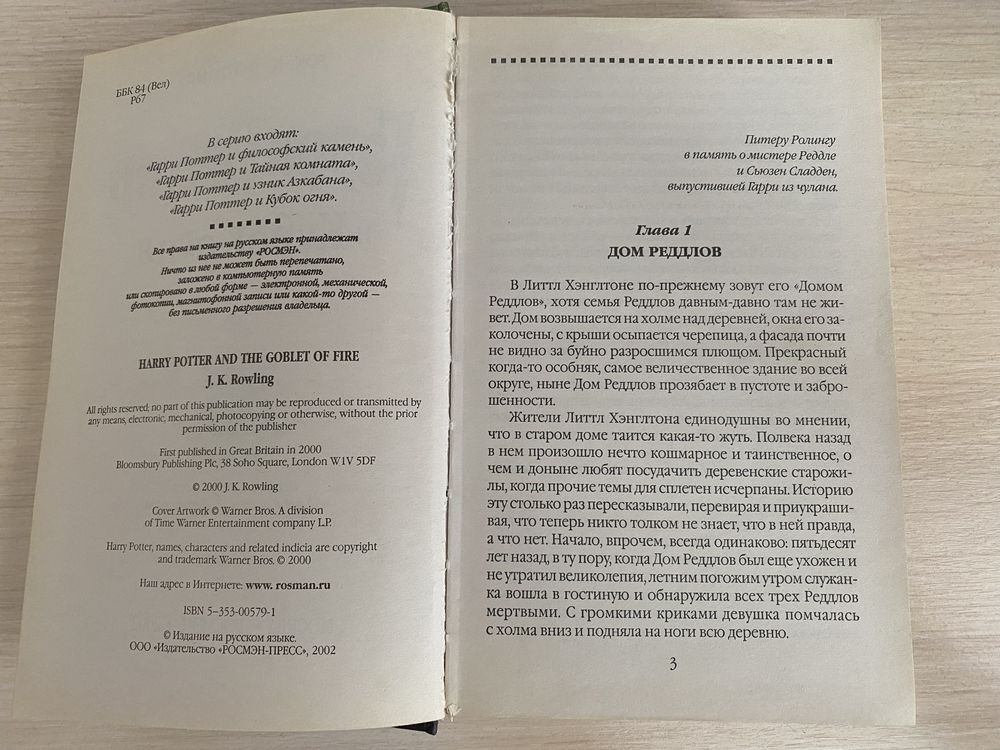 ББК 84 (Вел)
Р67
В серию входят:
«Гарри Поттер и философский камень»,
«Гарри Поттер и Тайная комната»,
«Гарри Поттер и узник Азкабана»,
«Гарри Поттер и Кубок огня».
Все права на книгу на русском языке принадлежат
издательству «РОСМЭН».
Ничто из нее не может быть перепечатано,
заложено в компьютерную память
или скопировано в любой форме — электронной, механической,
фотокопии, магнитофонной записи или какой-то другой —
без письменного разрешения владельца.
HARRY POTTER AND THE GOBLET OF FIRE
J. K. Rowling
All rights reserved; no part of this publication may be reproduced or transmitted by
any means, electronic, mechanical, photocopying or otherwise, without the prior
permission of the publisher
First published in Great Britain in 2000
Bloomsbury Publishing Plc, 38 Soho Square, London W1V 5DF
© 2000 J. K. Rowling
Cover Artwork © Warner Bros. A division
of Time Warner Entertainment company LP.
Harry Potter, names, characters and related indicia are copyright
and trademark Warner Bros. © 2000
Наш адрес в Интернете: www. rosman.ru
ISBN 5–353–00579–1
© Издание на русском языке.
ООО «Издательство «РОСМЭН-ПРЕСС», 2002
Питеру Ролингу
в память о мистере Реддле
и Сьюзен Сладден,
выпустившей Гарри из чулана.
Глава 1
ДОМ РЕДДЛОВ
В Литтл Хэнглтоне по-прежнему зовут его «Домом
Реддлов», хотя семья Реддлов давным-давно там не жи-
вет. Дом возвышается на холме над деревней, окна его за-
колочены, с крыши осыпается черепица, а фасада почти
не видно за буйно разросшимся плющом. Прекрасный
когда-то особняк, самое величественное здание во всей
округе, ныне Дом Реддлов прозябает в пустоте и забро-
шенности.
Жители Литтл Хэнглтона единодушны во мнении,
что в старом доме таится какая-то жуть. Полвека назад
в нем произошло нечто кошмарное и таинственное, о
чем и доныне любят посудачить деревенские старожи-
лы, когда прочие темы для сплетен исчерпаны. Историю
эту столько раз пересказывали, перевирая и приукраши-
вая, что теперь никто толком не знает, что в ней правда,
а что нет. Начало, впрочем, всегда одинаково: пятьдесят
лет назад, в ту пору, когда Дом Реддлов был еще ухожен и
не утратил великолепия, летним погожим утром служан-
ка вошла в гостиную и обнаружила всех трех Реддлов
мертвыми. С громкими криками девушка помчалась
с холма вниз и подняла на ноги всю деревню.
3